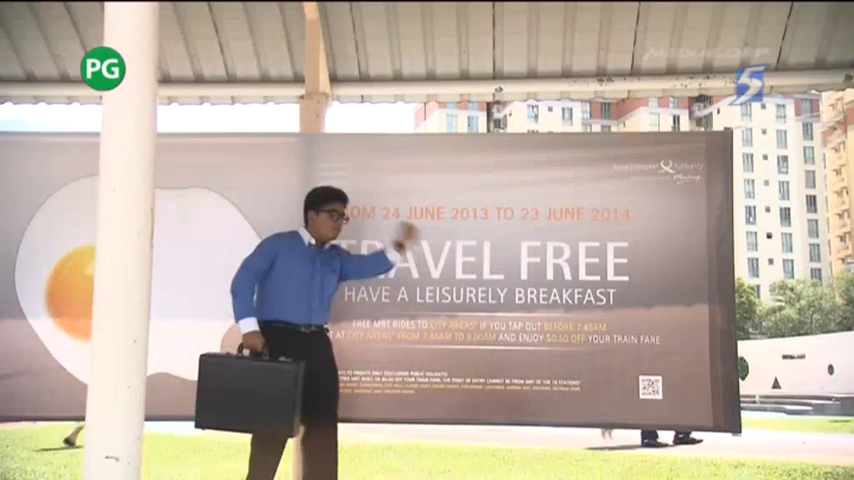 PG
MEDIACORP
5
Land Transport Authority
OM 24 JUNE 2013 TO 23 JUNE 2014
TRAVEL FREE
HAVE A LEISURELY BREAKFAST
FREE MRT RIDES TO CITY AREAS* IF YOU TAP OUT BEFORE 7.45AM
AT CITY AREAS* FROM 7.45AM TO 8.00AM AND ENJOY $0.50 OFF YOUR TRAIN FARE